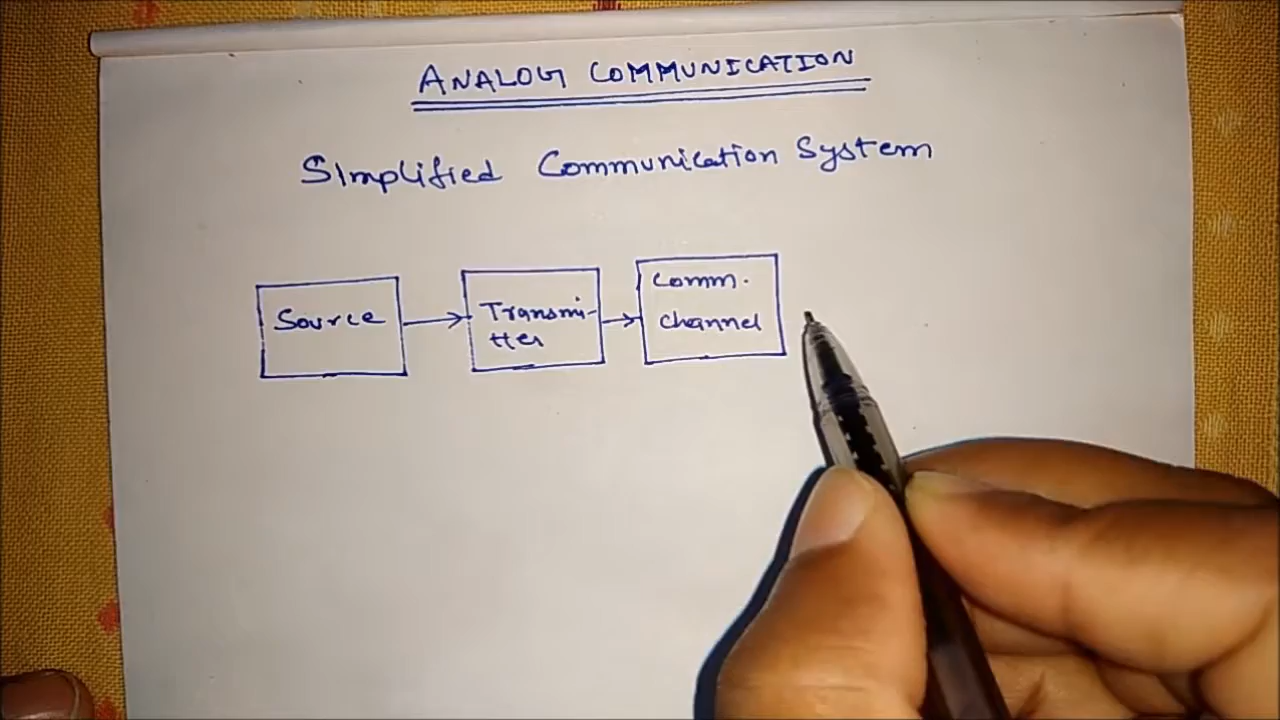 ANALOG COMMUNICATION
Simplified Communication System
Source
Transmi-
tter
Comm.
channel